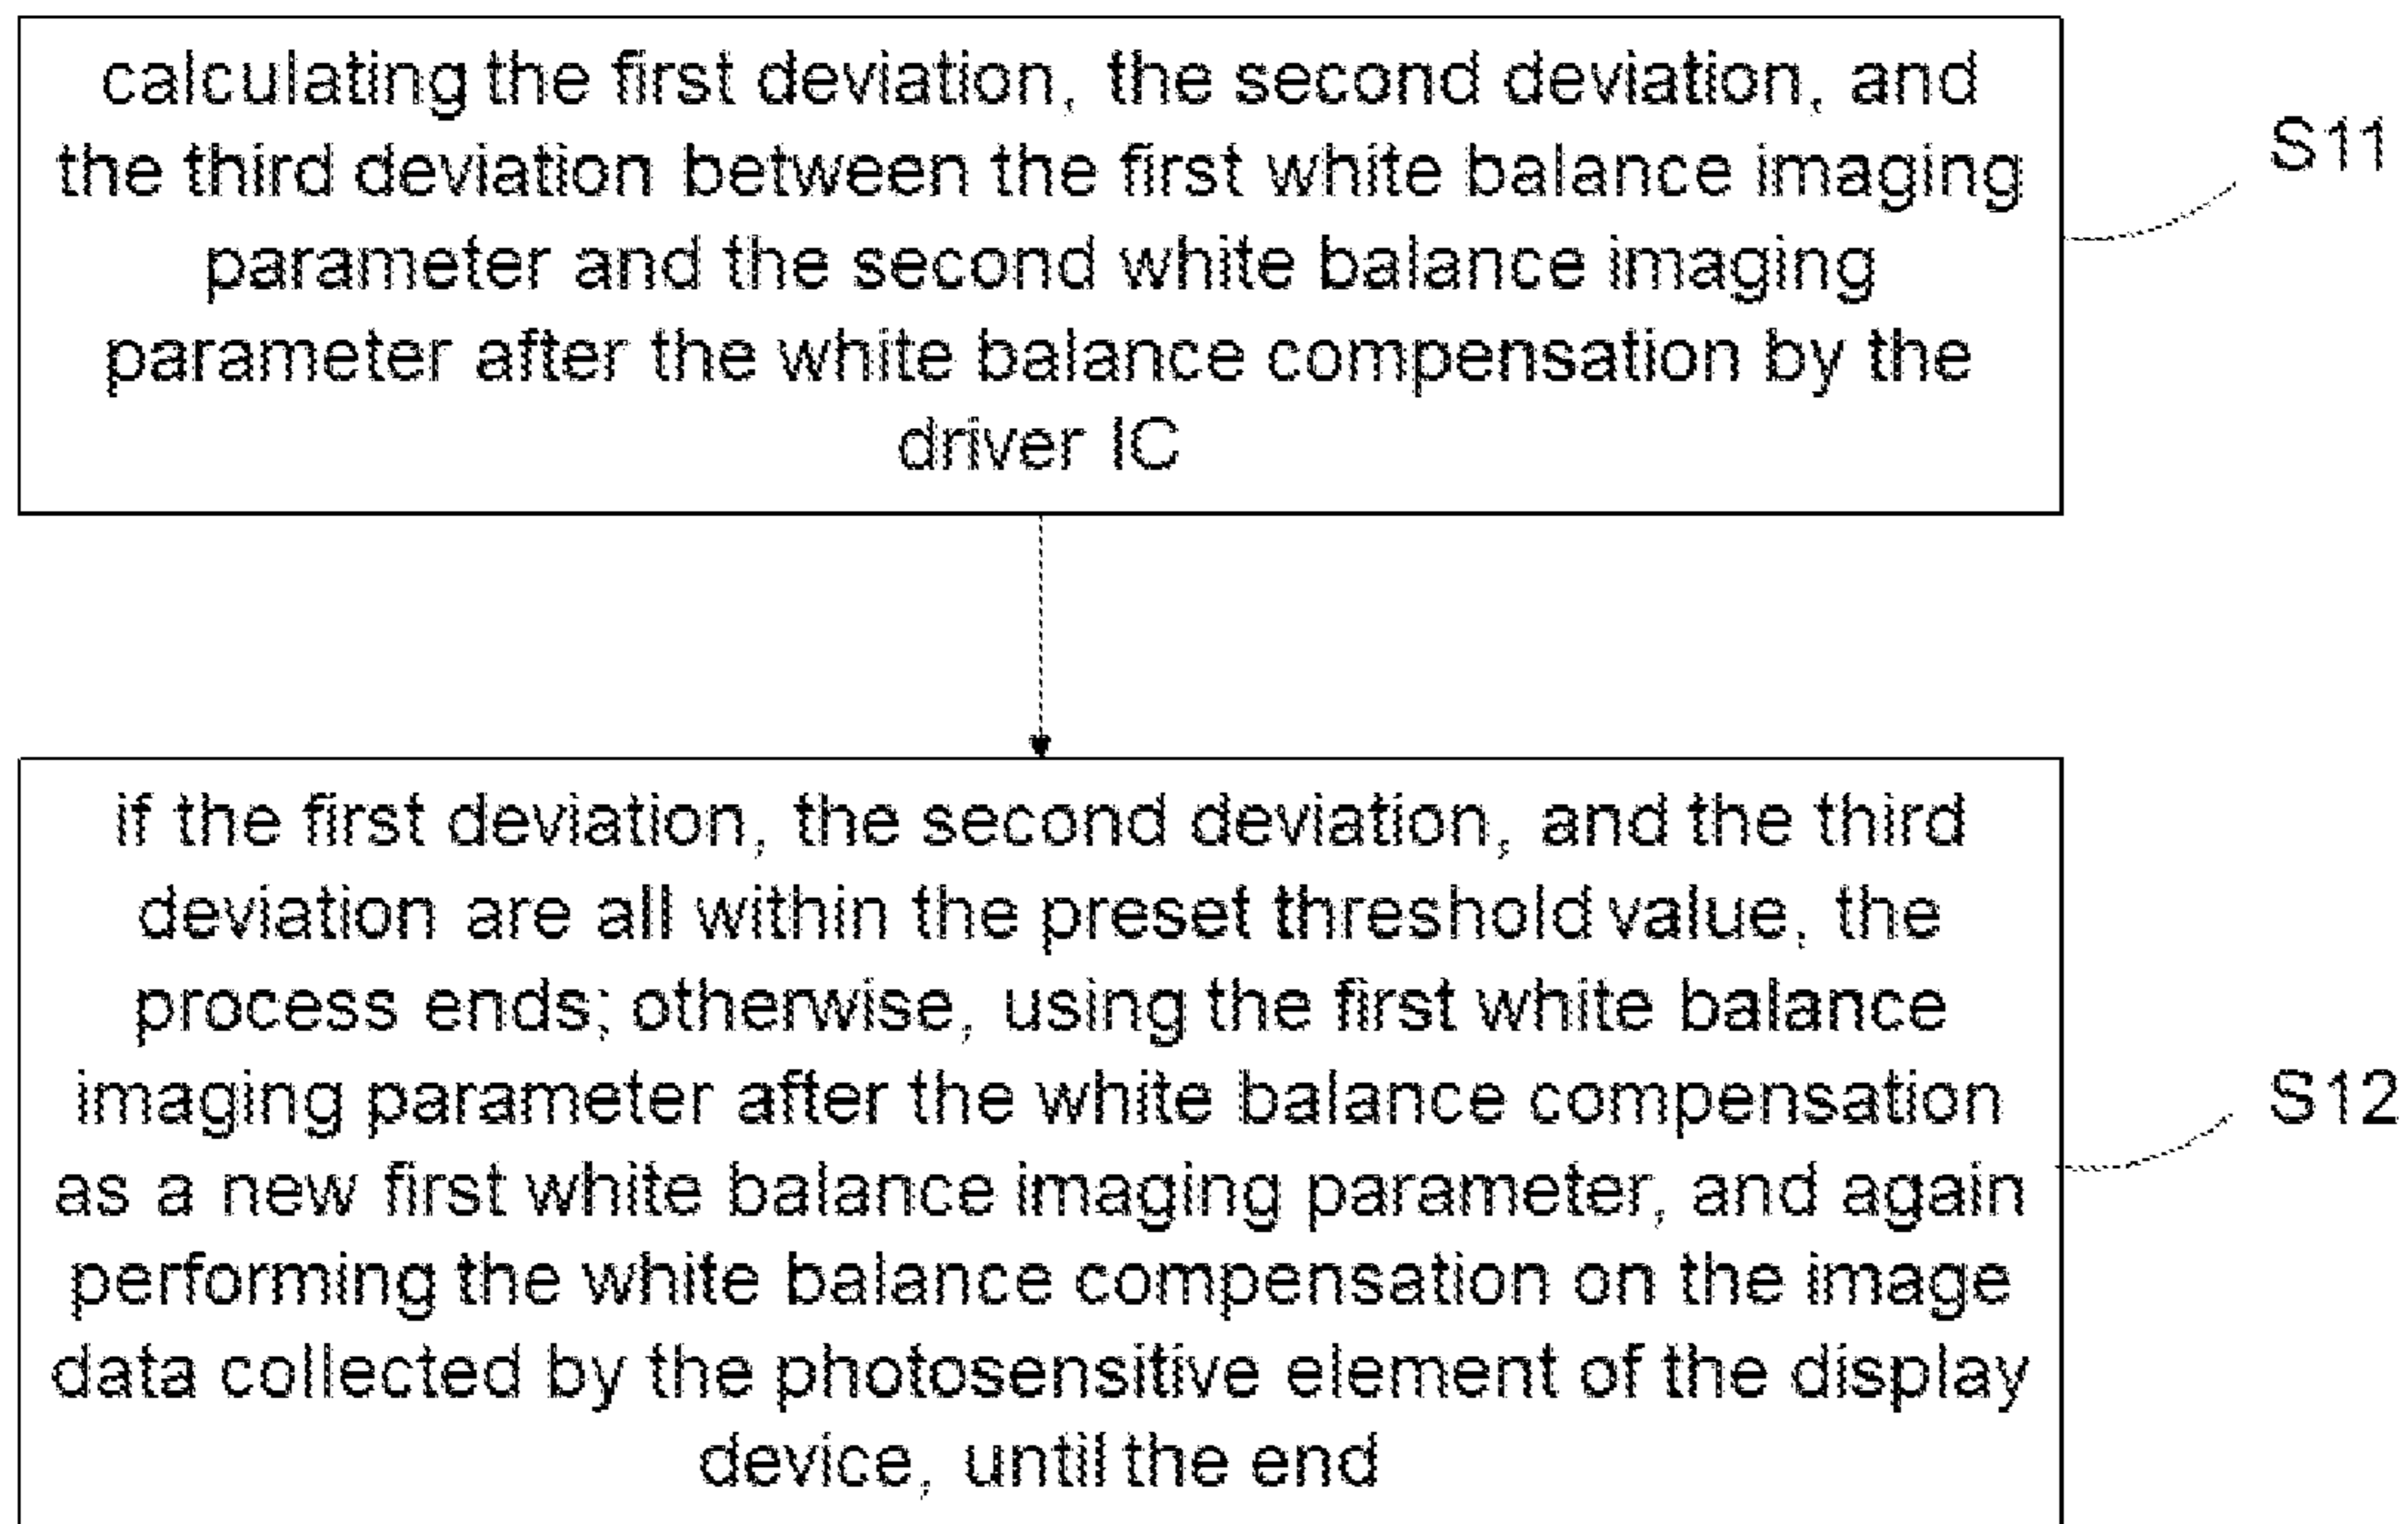 calculating the first deviation, the second deviation, and
the third deviation between the first white balance imaging
parameter and the second white balance imaging
parameter after the white balance compensation by the
driver IC
S11
if the first deviation, the second deviation, and the third
deviation are all within the preset threshold value, the
process ends; otherwise, using the first white balance
imaging parameter after the white balance compensation
as a new first white balance imaging parameter, and again
performing the white balance compensation on the image
data collected by the photosensitive element of the display
device, until the end
S12